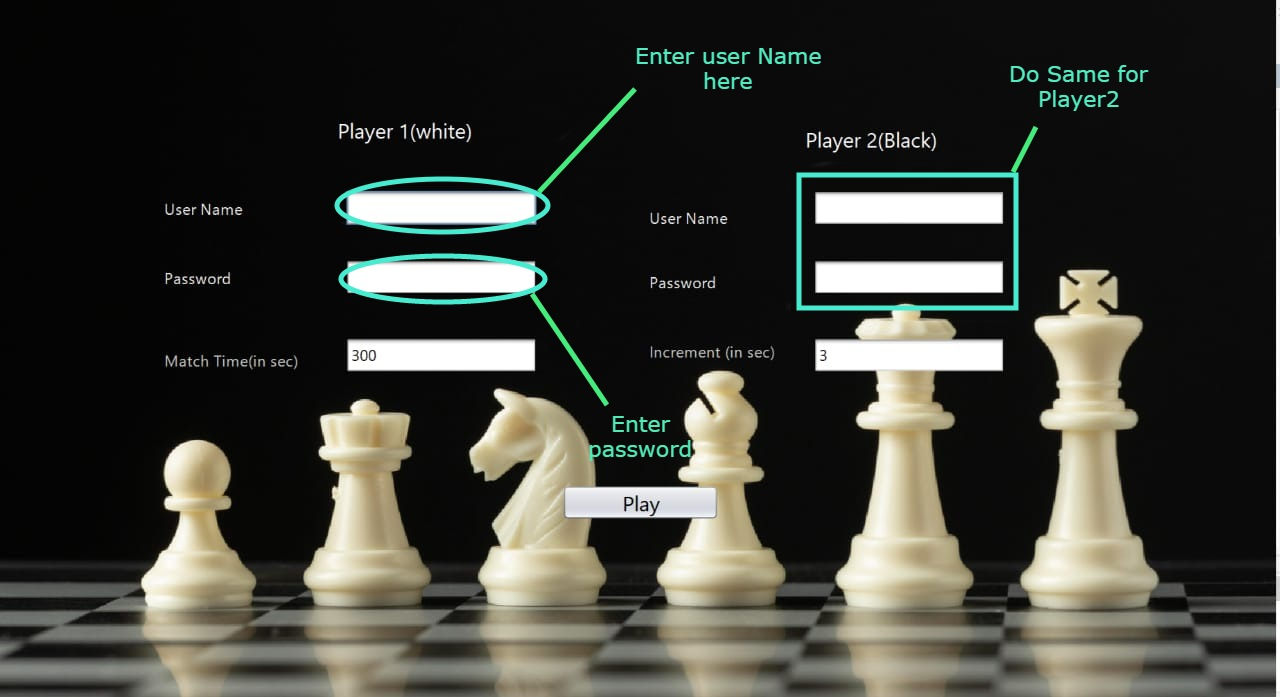 Enter user Name
here
Do Same for
Player2
Player 1(white)
Player 2(Black)
User Name
User Name
Password
Password
Match Time(in sec)
300
Increment (in sec)
3
Enter
password
Play